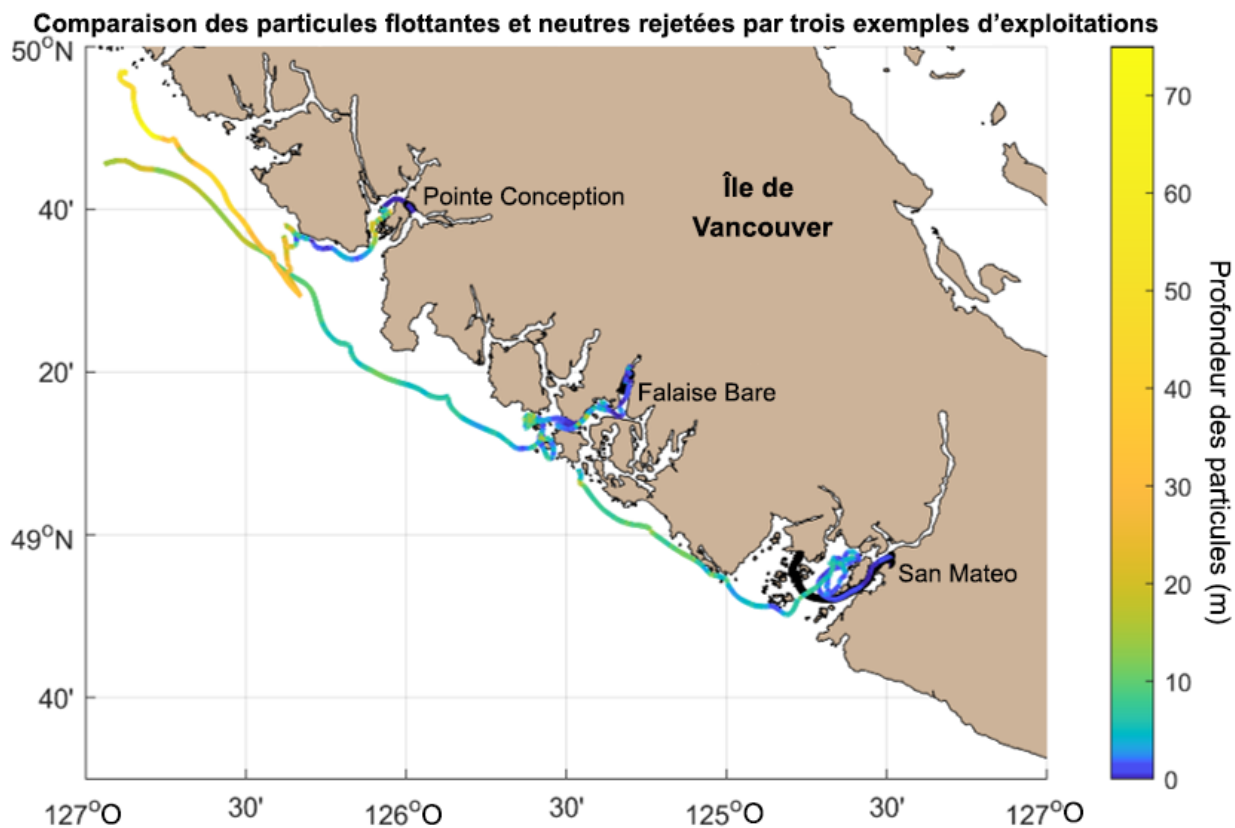 Comparaison des particules flottantes et neutres rejetées par trois exemples d'exploitations
50°N
40'
20'
49°N
40'
127°O
30'
126°O
30'
125°O
30'
127°O
Pointe Conception
Île de
Vancouver
Falaise Bare
San Mateo
70
60
50
40
30
20
10
0
Profondeur des particules (m)